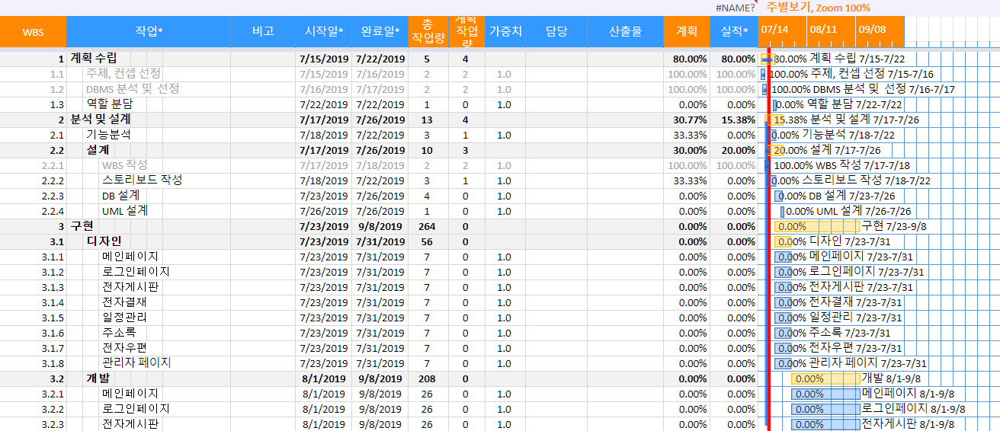 #NAME? 주별보기, Zoom 100%
WBS 작업* 비고 시작일* 완료일* 총 작업량 계획 작업 량 가중치 담당 산출물 계획 실적* 07/14 08/11 09/08
1 계획 수립 7/15/2019 7/22/2019 5 4 80.00% 80.00% 80.00% 계획 수립 7/15-7/22
1.1 주제, 컨셉 선정 7/15/2019 7/16/2019 2 2 1.0 100.00% 100.00% 100.00% 주제, 컨셉 선정 7/15-7/16
1.2 DBMS 분석 및 선정 7/16/2019 7/17/2019 2 2 1.0 100.00% 100.00% 100.00% DBMS 분석 및 선정 7/16-7/17
1.3 역할 분담 7/22/2019 7/22/2019 1 0 1.0 0.00% 0.00% 0.00% 역할 분담 7/22-7/22
2 분석 및 설계 7/17/2019 7/26/2019 13 4 30.77% 15.38% 15.38% 분석 및 설계 7/17-7/26
2.1 기능분석 7/18/2019 7/22/2019 3 1 1.0 33.33% 0.00% 0.00% 기능분석 7/18-7/22
2.2 설계 7/17/2019 7/26/2019 10 3 30.00% 20.00% 20.00% 설계 7/17-7/26
2.2.1 WBS 작성 7/17/2019 7/18/2019 2 2 1.0 100.00% 100.00% 100.00% WBS 작성 7/17-7/18
2.2.2 스토리보드 작성 7/18/2019 7/22/2019 3 1 1.0 33.33% 0.00% 0.00% 스토리보드 작성 7/18-7/22
2.2.3 DB 설계 7/23/2019 7/26/2019 4 0 1.0 0.00% 0.00% 0.00% DB 설계 7/23-7/26
2.2.4 UML 설계 7/26/2019 7/26/2019 1 0 1.0 0.00% 0.00% 0.00% UML 설계 7/26-7/26
3 구현 7/23/2019 9/8/2019 264 0 0.00% 0.00% 0.00% 구현 7/23-9/8
3.1 디자인 7/23/2019 7/31/2019 56 0 0.00% 0.00% 0.00% 디자인 7/23-7/31
3.1.1 메인페이지 7/23/2019 7/31/2019 7 0 1.0 0.00% 0.00% 0.00% 메인페이지 7/23-7/31
3.1.2 로그인페이지 7/23/2019 7/31/2019 7 0 1.0 0.00% 0.00% 0.00% 로그인페이지 7/23-7/31
3.1.3 전자게시판 7/23/2019 7/31/2019 7 0 1.0 0.00% 0.00% 0.00% 전자게시판 7/23-7/31
3.1.4 전자결재 7/23/2019 7/31/2019 7 0 1.0 0.00% 0.00% 0.00% 전자결재 7/23-7/31
3.1.5 일정관리 7/23/2019 7/31/2019 7 0 1.0 0.00% 0.00% 0.00% 일정관리 7/23-7/31
3.1.6 주소록 7/23/2019 7/31/2019 7 0 1.0 0.00% 0.00% 0.00% 주소록 7/23-7/31
3.1.7 전자우편 7/23/2019 7/31/2019 7 0 1.0 0.00% 0.00% 0.00% 전자우편 7/23-7/31
3.1.8 관리자 페이지 7/23/2019 7/31/2019 7 0 1.0 0.00% 0.00% 0.00% 관리자 페이지 7/23-7/31
3.2 개발 8/1/2019 9/8/2019 208 0 0.00% 0.00% 0.00% 개발 8/1-9/8
3.2.1 메인페이지 8/1/2019 9/8/2019 26 0 1.0 0.00% 0.00% 0.00% 메인페이지 8/1-9/8
3.2.2 로그인페이지 8/1/2019 9/8/2019 26 0 1.0 0.00% 0.00% 0.00% 로그인페이지 8/1-9/8
3.2.3 전자게시판 8/1/2019 9/8/2019 26 0 1.0 0.00% 0.00% 0.00% 전자게시판 8/1-9/8